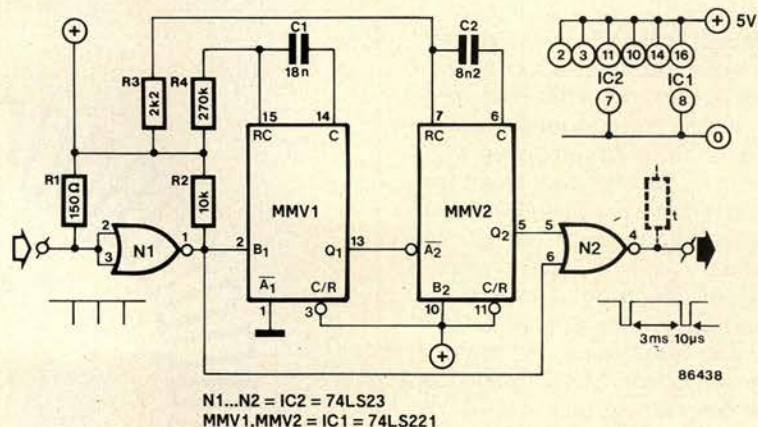 +
C1
18n
C2
8n2
+ 5V
2 3 11 10 14 16
IC2 IC1
7 8
0
R3
2k2
R4
270k
15 14
RC C
7 6
RC C
R1
150Ω
R2
10k
MMV1
MMV2
2
3
N1
1
2 B1
Q1 13
A2
Q2 5
5
6
N2
4
t
A1
C/R
1
3
B2
C/R
10
11
+
3ms 10µs
86438
N1...N2 = IC2 = 74LS23
MMV1,MMV2 = IC1 = 74LS221